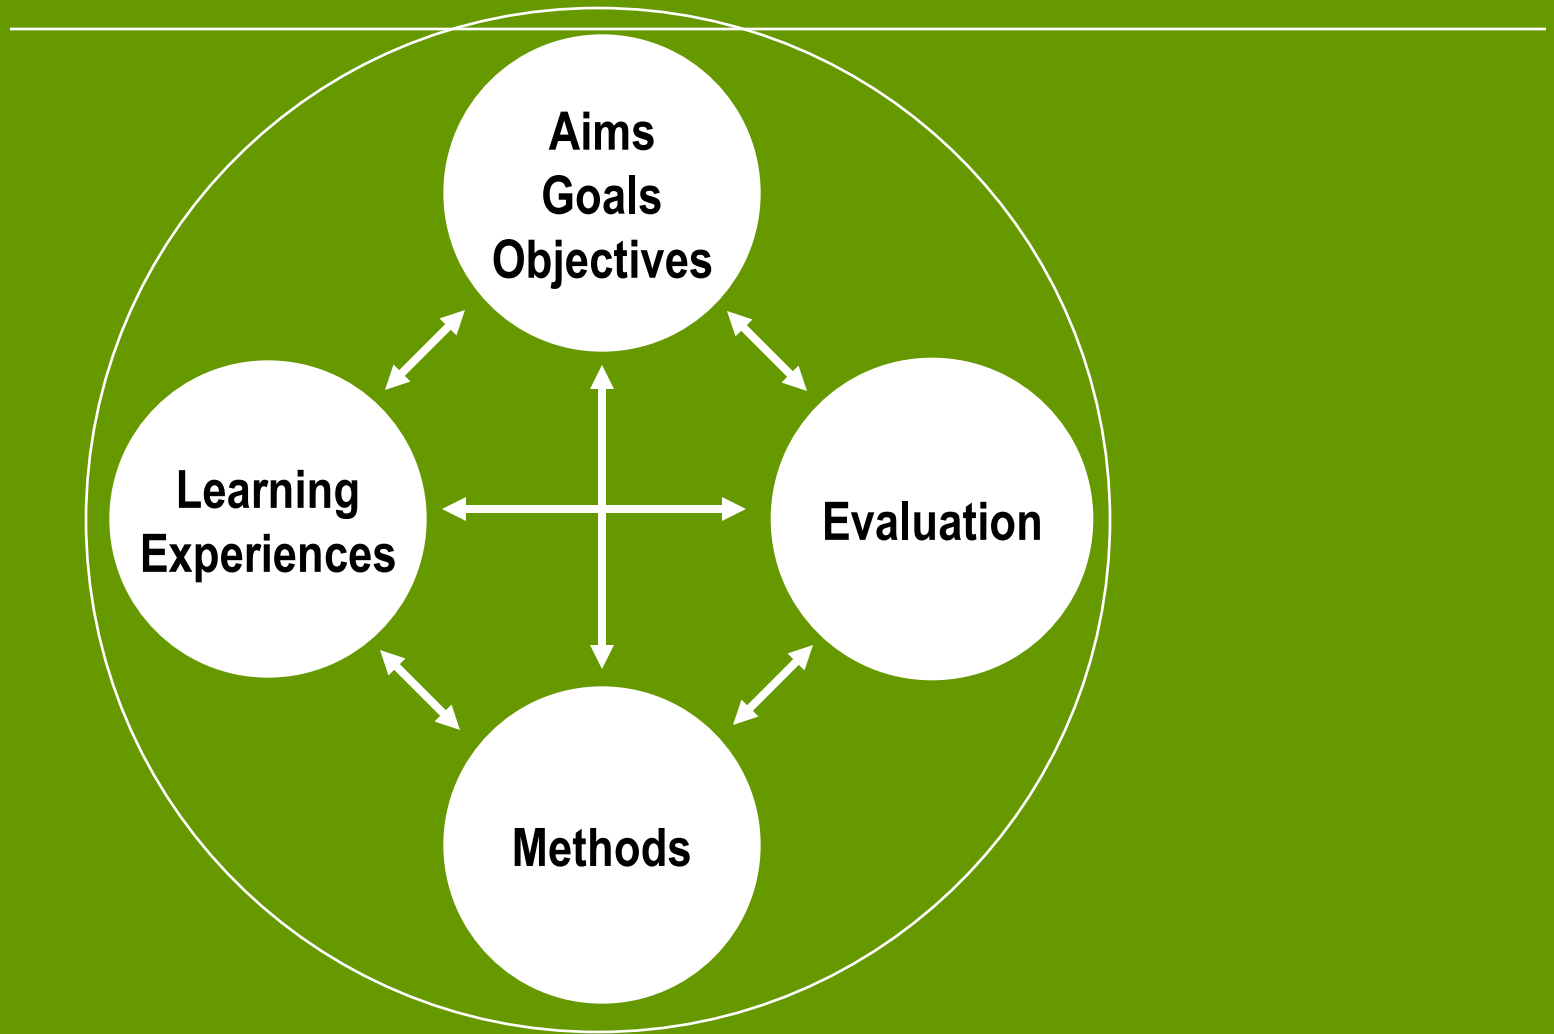 Aims
Goals
Objectives
Learning
Experiences
Evaluation
Methods